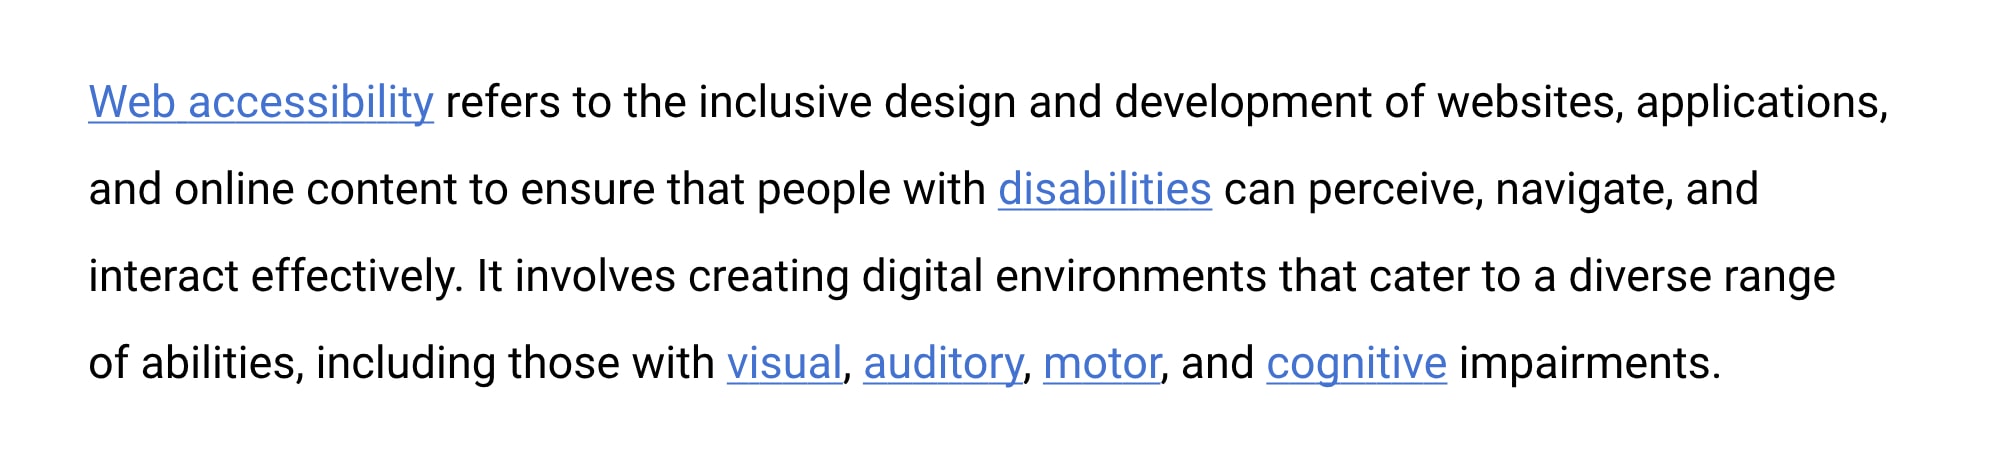 Web accessibility refers to the inclusive design and development of websites, applications,
and online content to ensure that people with disabilities can perceive, navigate, and
interact effectively. It involves creating digital environments that cater to a diverse range
of abilities, including those with visual, auditory, motor, and cognitive impairments.